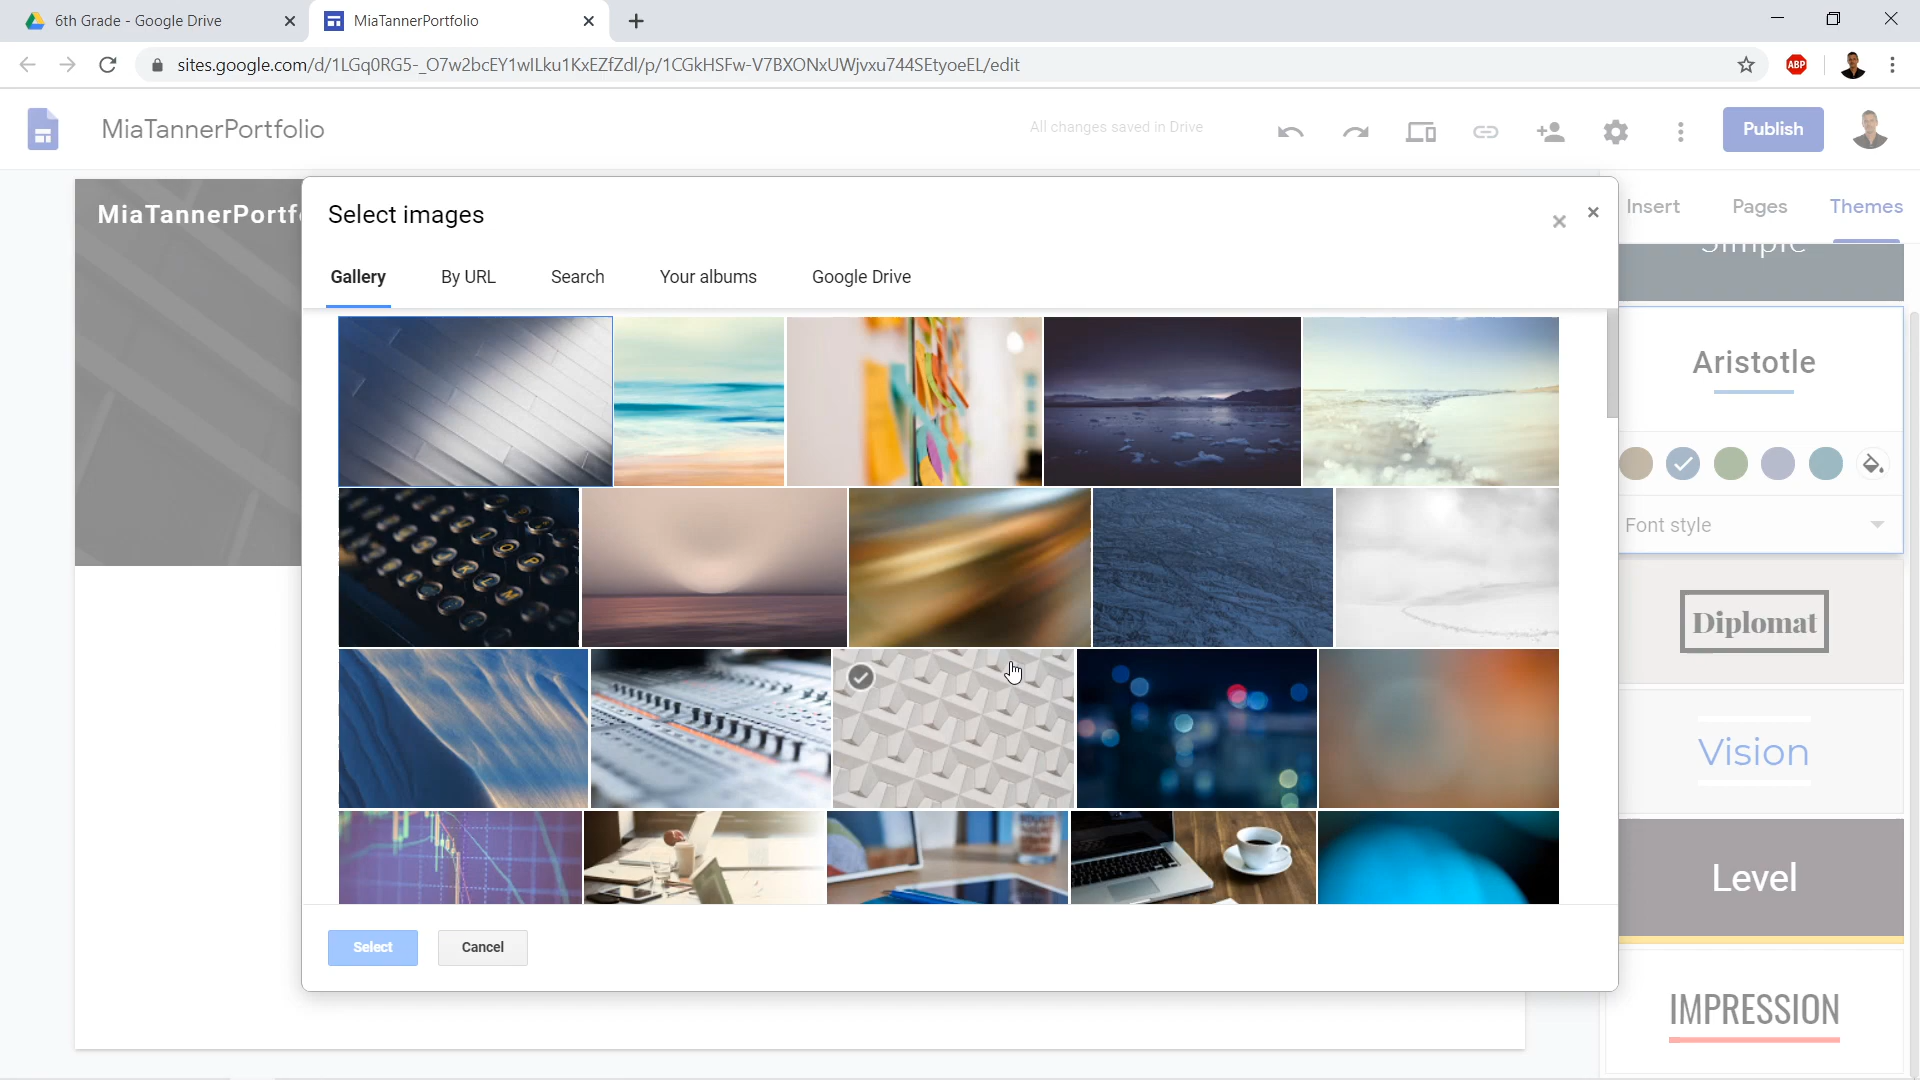 6th Grade - Google Drive
MiaTannerPortfolio
sites.google.com/d/1LGq0RG5-_O7w2bcEY1wlLku1KxEZfZdl/p/1CGkHSFw-V7BXONxUWjvxu744SEtyoeEL/edit
ABP
MiaTannerPortfolio
All changes saved in Drive
Publish
MiaTannerPortf
Select images
Insert
Pages
Themes
Gallery
By URL
Search
Your albums
Google Drive
Simple
Aristotle
Font style
Diplomat
Vision
Level
IMPRESSION
Select
Cancel